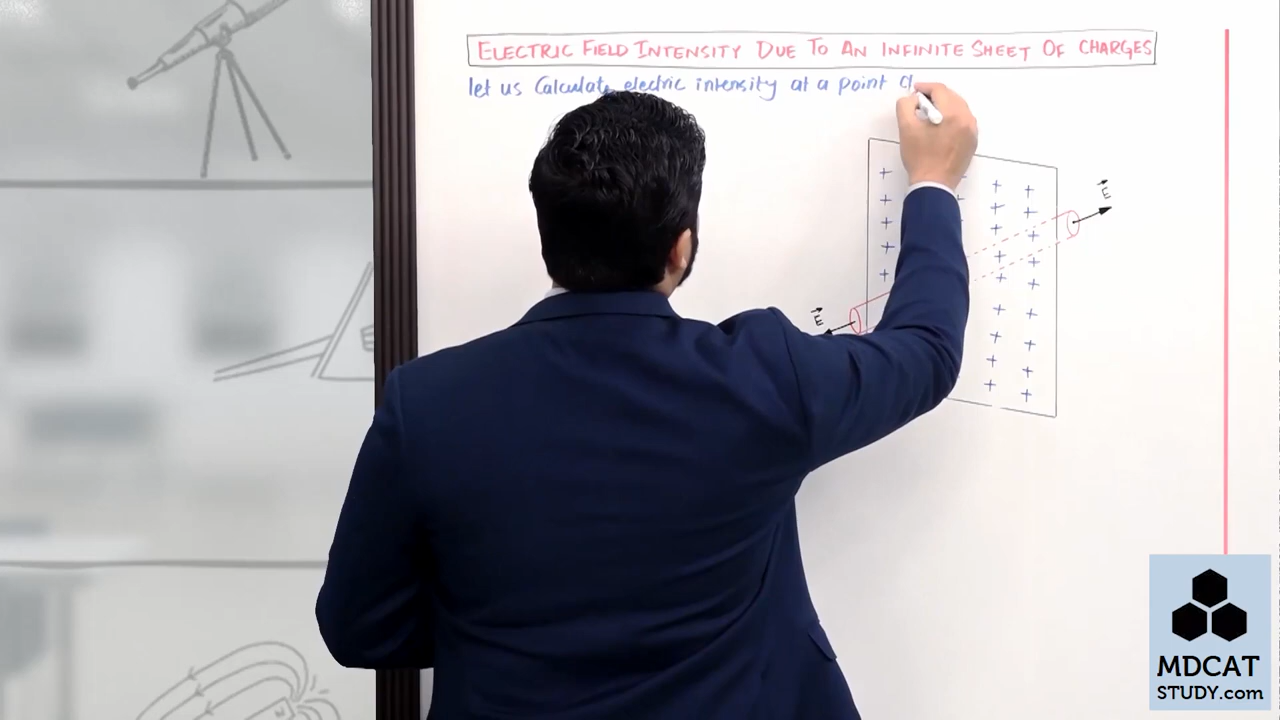 ELECTRIC FIELD INTENSITY DUE TO AN INFINITE SHEET OF CHARGES
let us Calculate electric intensity at a point
E
E
MDCAT
STUDY.com